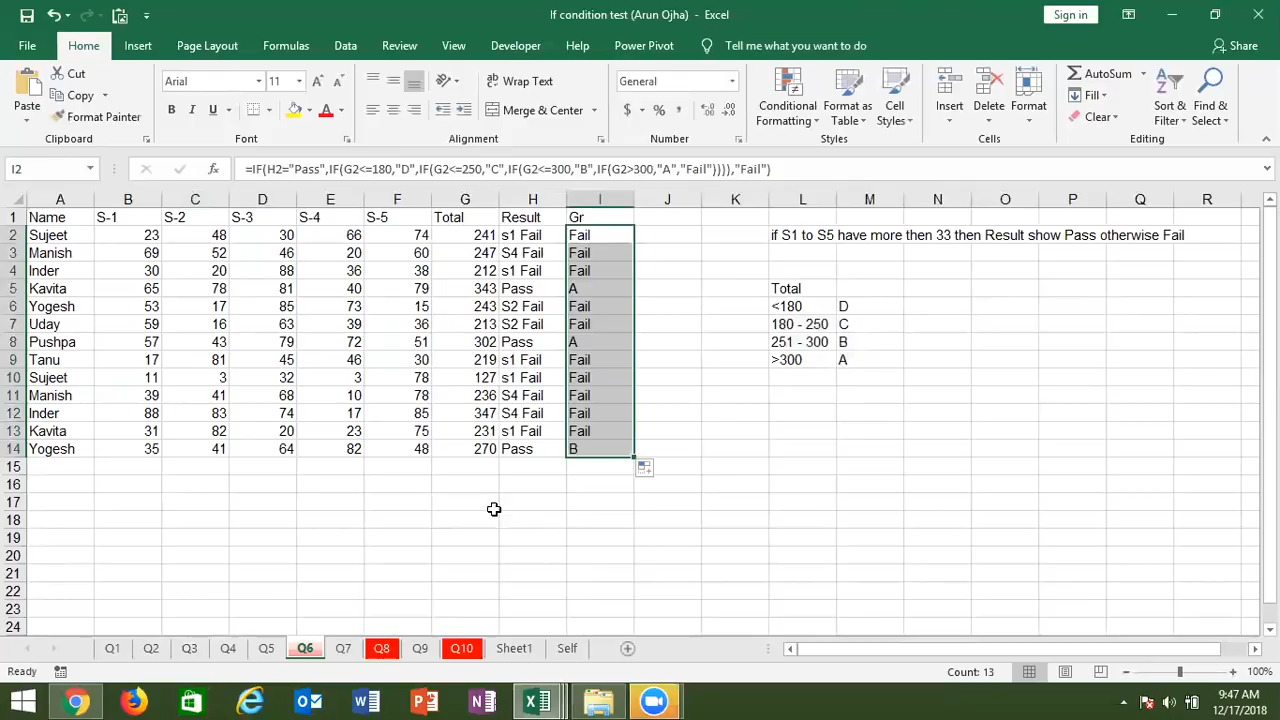 If condition test (Arun Ojha) - Excel
Sign in
File Home Insert Page Layout Formulas Data Review View Developer Help Power Pivot Tell me what you want to do Share
Paste Cut Copy Format Painter Clipboard
Arial 11 B I U A Font
Wrap Text Merge & Center Alignment
General $ % Number
Conditional Formatting Format as Table Cell Styles Styles
Insert Delete Format Cells
AutoSum Fill Clear Sort & Filter Find & Select Editing
I2 fx =IF(H2="Pass",IF(G2<=180,"D",IF(G2<=250,"C",IF(G2<=300,"B",IF(G2>300,"A","Fail")))),"Fail")
A B C D E F G H I J K L M N O P Q R
1 Name S-1 S-2 S-3 S-4 S-5 Total Result Gr
2 Sujeet 23 48 30 66 74 241 s1 Fail Fail if S1 to S5 have more then 33 then Result show Pass otherwise Fail
3 Manish 69 52 46 20 60 247 S4 Fail Fail
4 Inder 30 20 88 36 38 212 s1 Fail Fail
5 Kavita 65 78 81 40 79 343 Pass A Total
6 Yogesh 53 17 85 73 15 243 S2 Fail Fail <180 D
7 Uday 59 16 63 39 36 213 S2 Fail Fail 180 - 250 C
8 Pushpa 57 43 79 72 51 302 Pass A 251 - 300 B
9 Tanu 17 81 45 46 30 219 s1 Fail Fail >300 A
10 Sujeet 11 3 32 3 78 127 s1 Fail Fail
11 Manish 39 41 68 10 78 236 S4 Fail Fail
12 Inder 88 83 74 17 85 347 S4 Fail Fail
13 Kavita 31 82 20 23 75 231 s1 Fail Fail
14 Yogesh 35 41 64 82 48 270 Pass B
15
16
17
18
19
20
21
22
23
24
Q1 Q2 Q3 Q4 Q5 Q6 Q7 Q8 Q9 Q10 Sheet1 Self
Ready Count: 13 100%
9:47 AM
12/17/2018